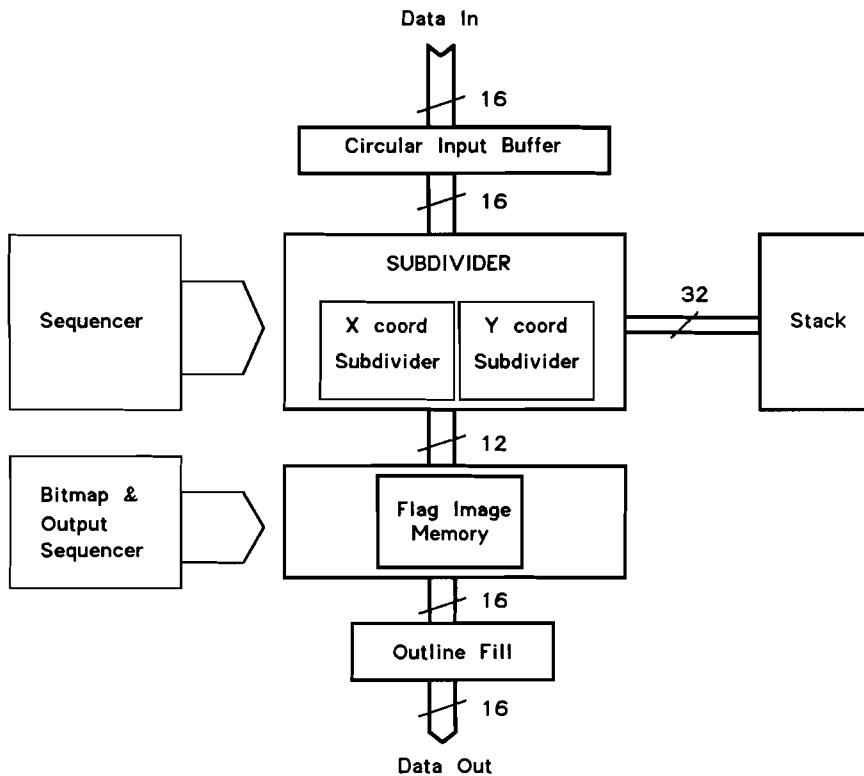 Data In
16
Circular Input Buffer
16
SUBDIVIDER
Sequencer
X coord
Subdivider
Y coord
Subdivider
32
Stack
12
Bitmap &
Output
Sequencer
Flag Image
Memory
16
Outline Fill
16
Data Out